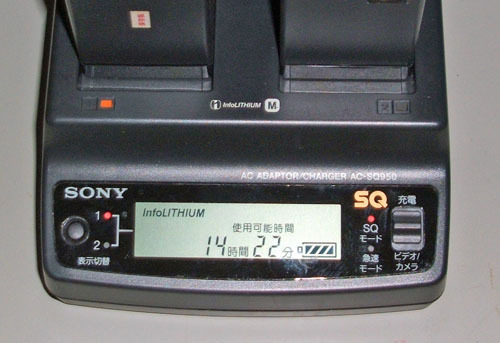 InfoLITHIUM M
AC ADAPTOR/CHARGER AC-SQ950
SONY
SQ
充電
1
InfoLITHIUM
使用可能時間
14時間22分
2
表示切替
SQ
モード
急速
モード
ビデオ/
カメラ